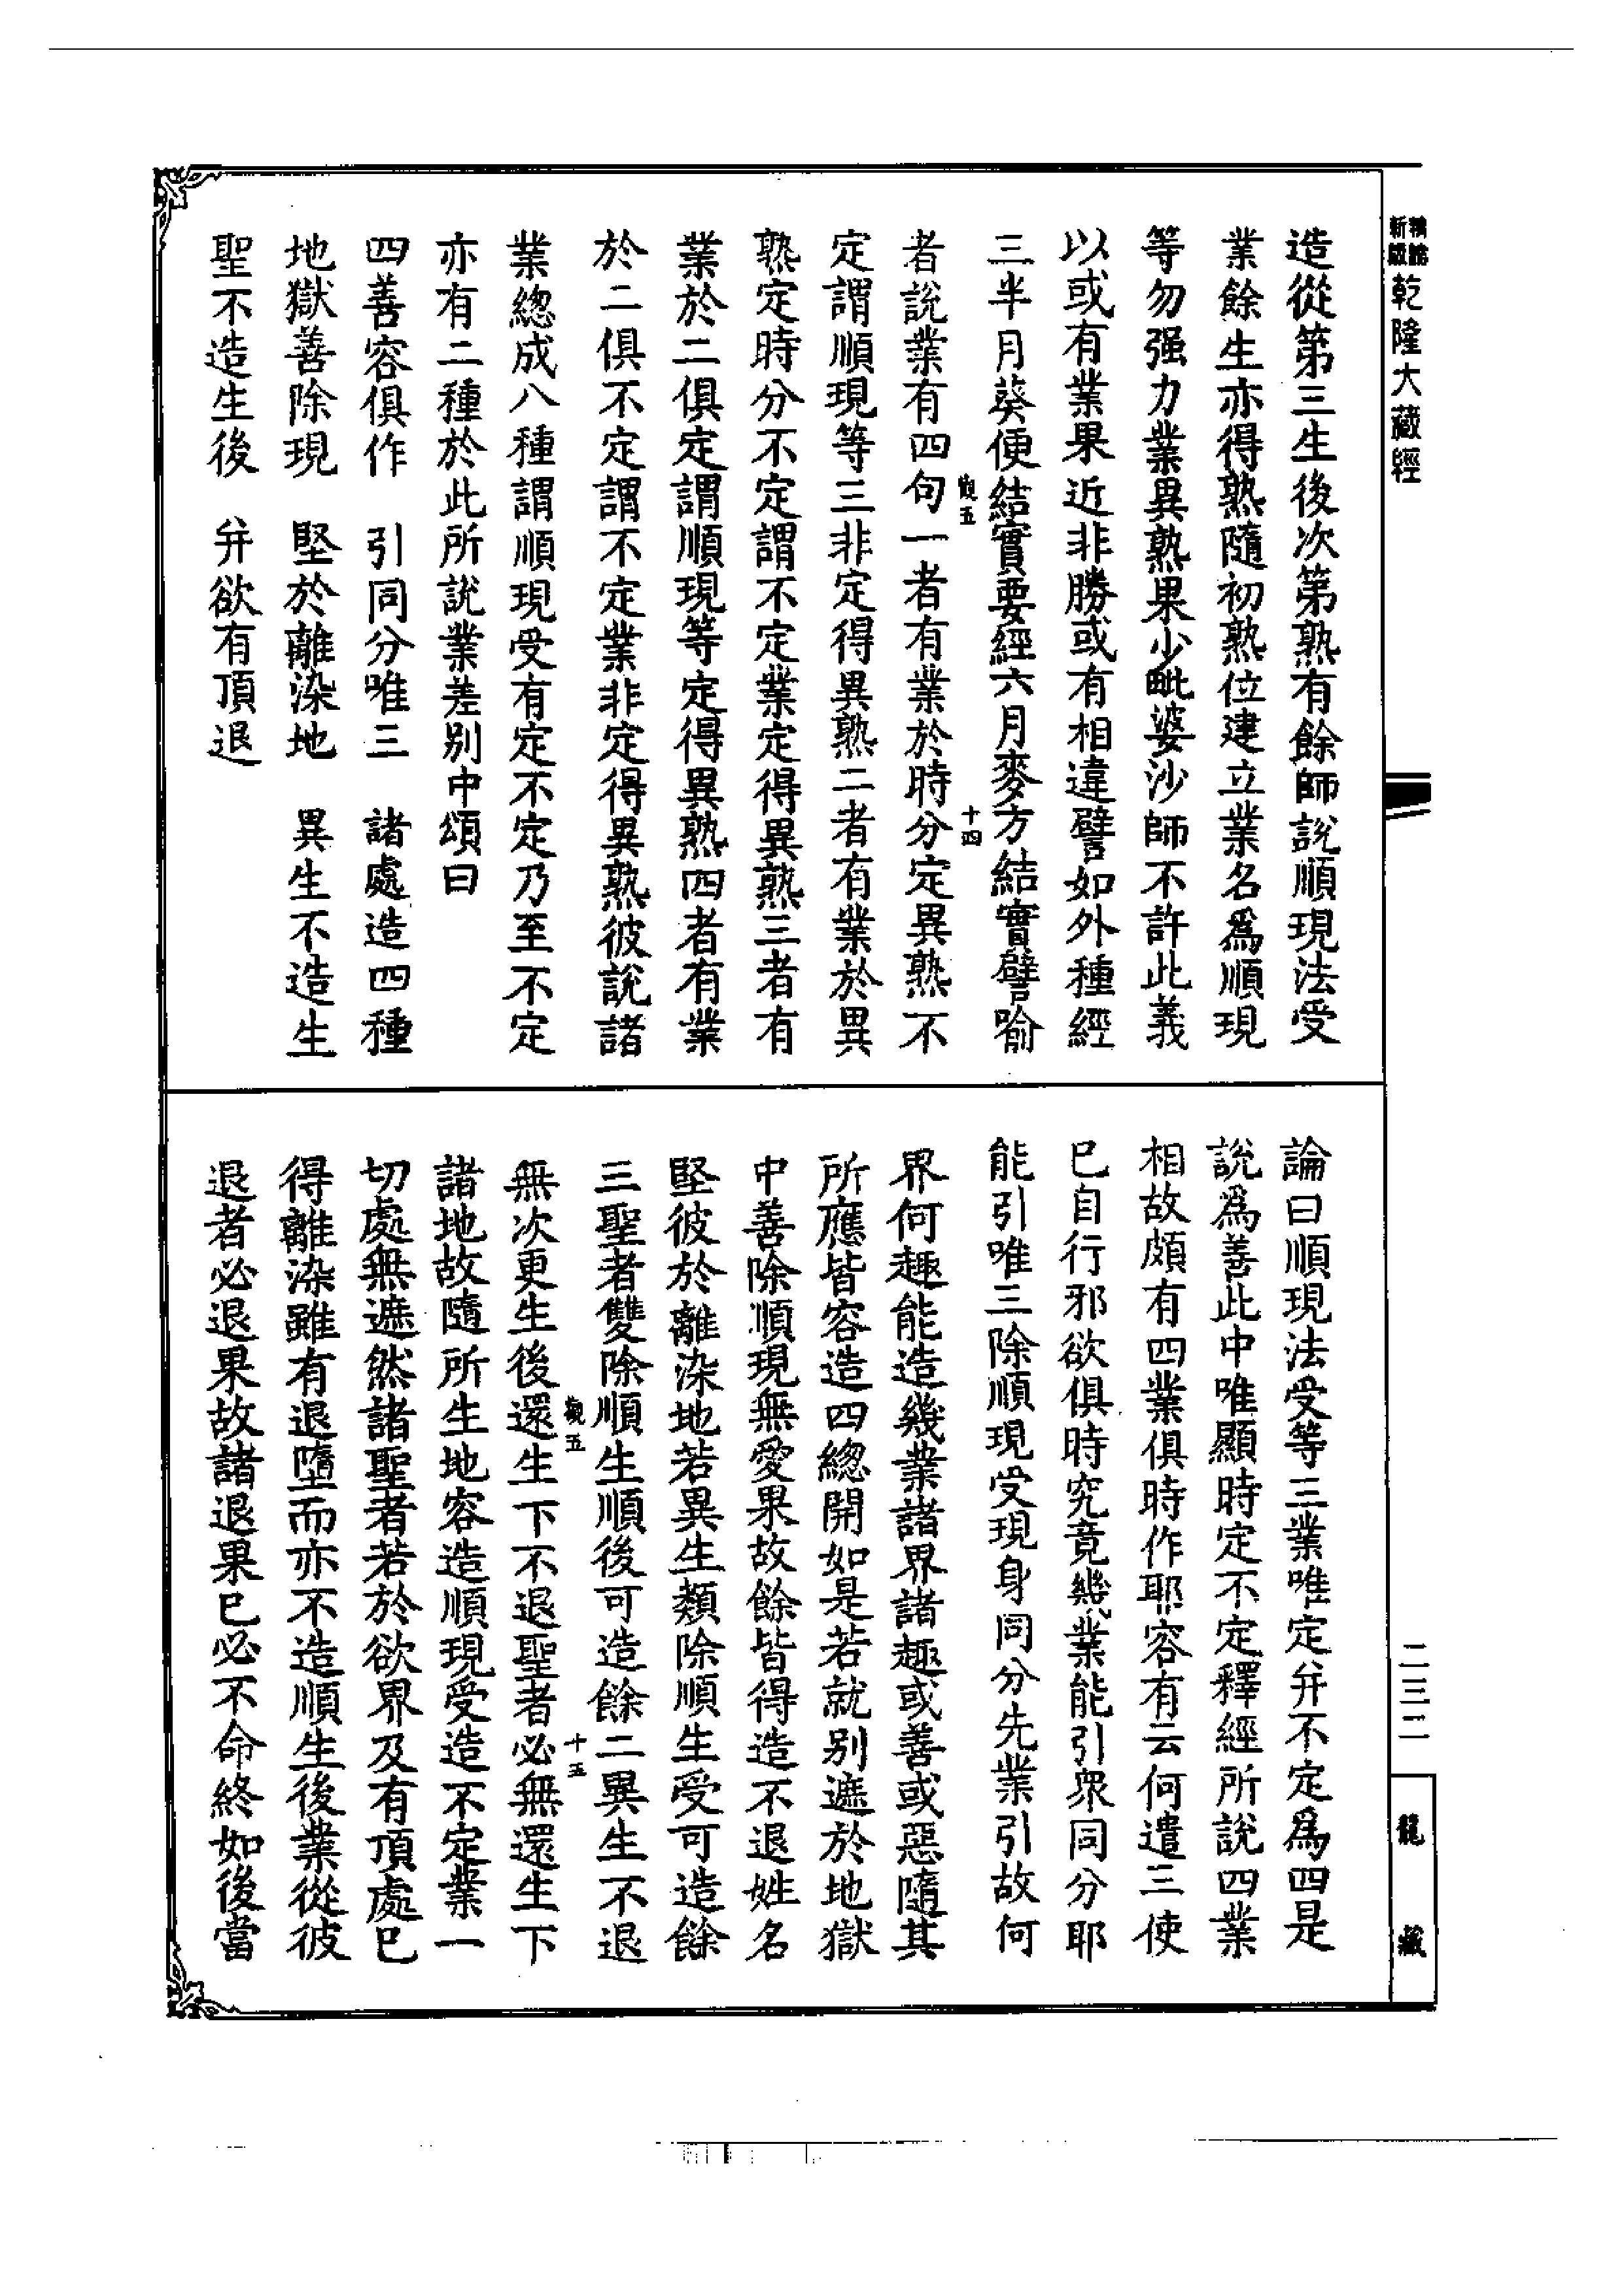 新版
精縮
乾隆大藏經
造從第三生後次第熟有餘師說順現法受
業餘生亦得熟隨初熟位建立業名爲順現
等勿强力業異熟果少毗婆沙師不許此義
以或有業果近非勝或有相違譬如外種經
三半月葵便結實要經六月麥方結實譬喻
觀五
十四
者說業有四句一者有業於時分定異熟不
定謂順現等三非定得異熟二者有業於異
熟定時分不定謂不定業定得異熟三者有
業於二俱定謂順現等定得異熟四者有業
於二俱不定謂不定業非定得異熟彼說諸
業總成八種謂順現受有定不定乃至不定
亦有二種於此所說業差别中頌曰
四善容俱作 引同分唯三 諸處造四種
地獄善除現 堅於離染地 異生不造生
聖不造生後 并欲有頂退
論曰順現法受等三業唯定并不定爲四是
說爲善此中唯顯時定不定釋經所說四業
相故頗有四業俱時作耶容有云何遣三使
已自行邪欲俱時究竟幾業能引衆同分耶
能引唯三除順現受現身同分先業引故何
界何趣能造幾業諸界諸趣或善或惡隨其
所應皆容造四總開如是若就别遮於地獄
中善除順現無愛果故餘皆得造不退姓名
堅彼於離染地若異生類除順生受可造餘
三聖者雙除順生順後可造餘二異生不退
觀五
十五
無次更生後還生下不退聖者必無還生下
諸地故隨所生地容造順現受造不定業一
切處無遮然諸聖者若於欲界及有頂處已
得離染雖有退墮而亦不造順生後業從彼
退者必退果故諸退果已必不命終如後當
二三二
龍藏